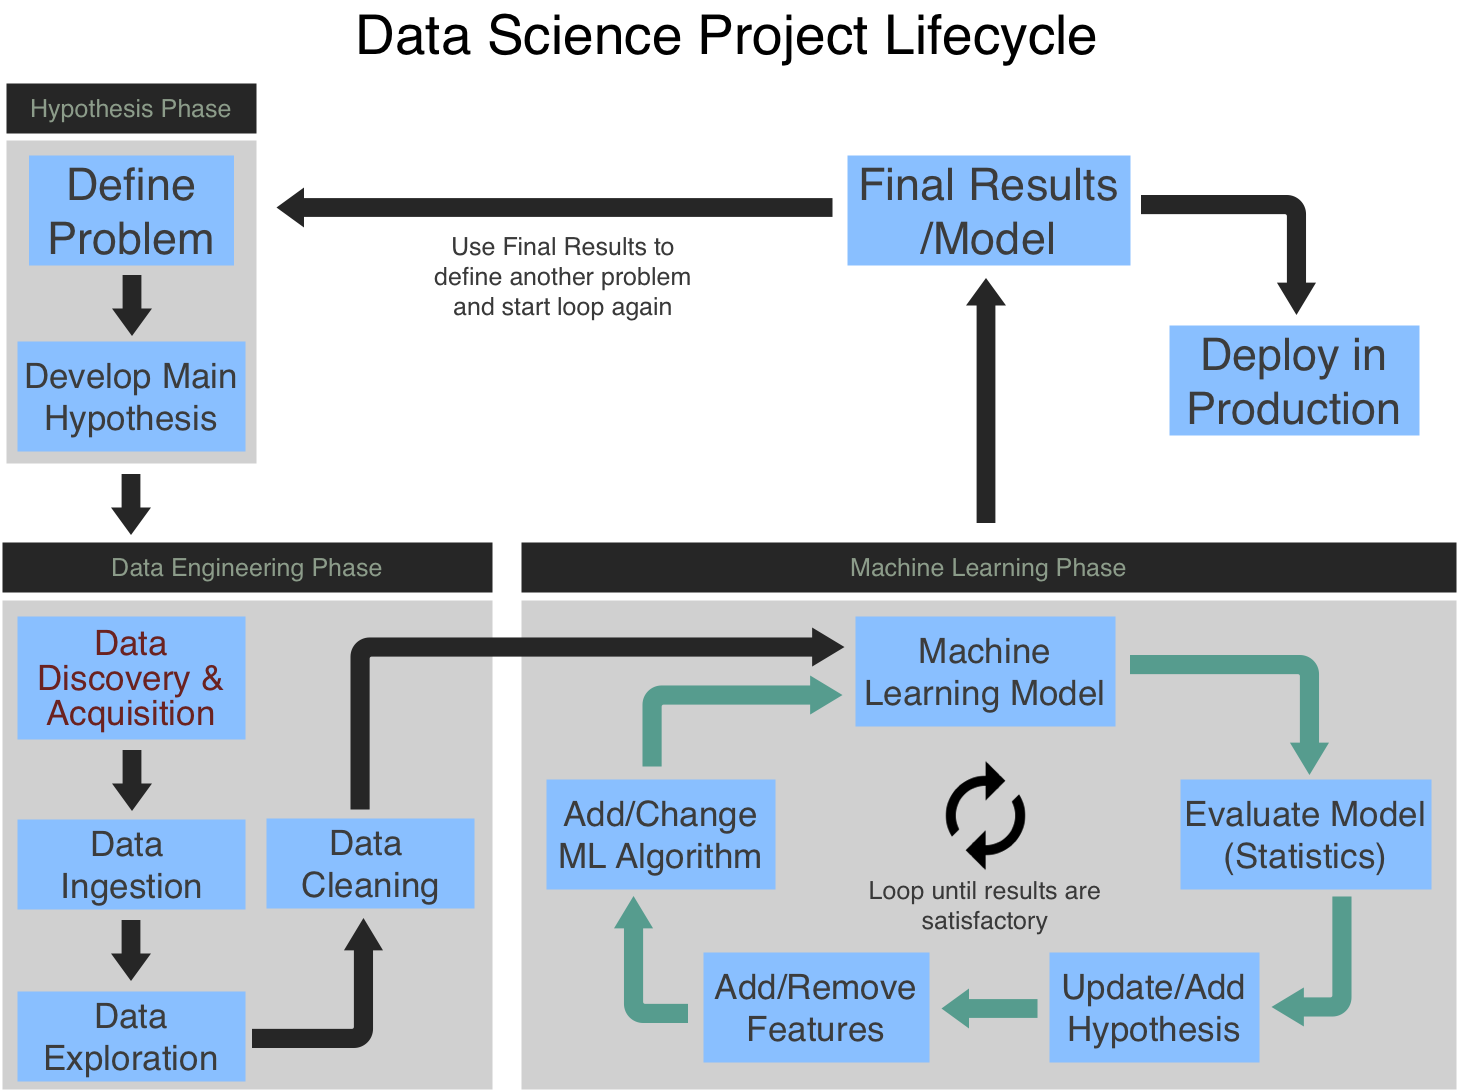 Data Science Project Lifecycle
Hypothesis Phase
Define
Problem
Develop Main
Hypothesis
Use Final Results to
define another problem
and start loop again
Final Results
/Model
Deploy in
Production
Data Engineering Phase
Data
Discovery &
Acquisition
Data
Ingestion
Data
Exploration
Data
Cleaning
Machine Learning Phase
Machine
Learning Model
Evaluate Model
(Statistics)
Update/Add
Hypothesis
Add/Remove
Features
Add/Change
ML Algorithm
Loop until results are
satisfactory